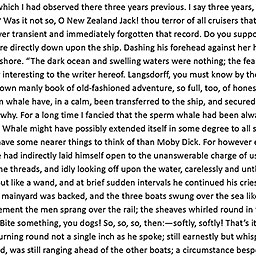 which I had observed there three years previous. I say three years,
? Was it not so, O New Zealand Jack! thou terror of all cruisers tha
ver transient and immediately forgotten that record. Do you suppo
re directly down upon the ship. Dashing his forehead against her h
shore. “The dark ocean and swelling waters were nothing; the fea
r interesting to the writer hereof. Langsdorff, you must know by the
own manly book of old-fashioned adventure, so full, too, of hones
m whale have, in a calm, been transferred to the ship, and secured
why. For a long time I fancied that the sperm whale had been alwa
Whale might have possibly extended itself in some degree to all s
have some nearer things to think of than Moby Dick. For however e
e had indirectly laid himself open to the unanswerable charge of us
he threads, and idly looking off upon the water, carelessly and unth
ut like a wand, and at brief sudden intervals he continued his cries
mainyard was backed, and the three boats swung over the sea like
ement the men sprang over the rail; the sheaves whirled round in
Bite something, you dogs! So, so, so, then:—softly, softly! That’s it
urning round not a single inch as he spoke; still earnestly but whisp
d, was still ranging ahead of the other boats; a circumstance besp